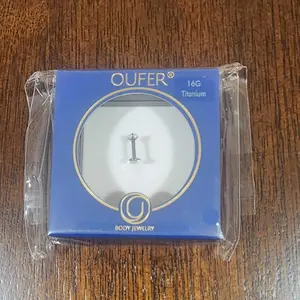 OUFER®
16G
Titanium
BODY JEWELRY